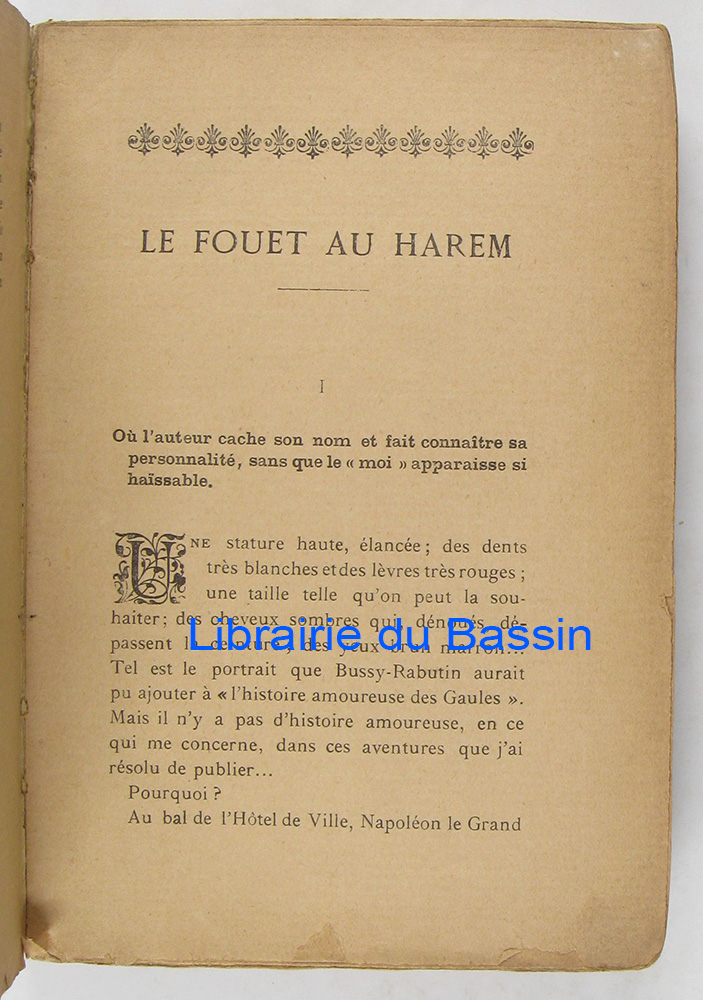 LE FOUET AU HAREM
I
Où l'auteur cache son nom et fait connaître sa
personnalité, sans que le « moi » apparaisse si
haïssable.
UNE stature haute, élancée ; des dents
très blanches et des lèvres très rouges ;
une taille telle qu'on peut la sou-
haiter ; des cheveux sombres qui, dénoués, dé-
passent la ceinture ; des yeux brun marron...
Librairie du Bassin
Tel est le portrait que Bussy-Rabutin aurait
pu ajouter à « l'histoire amoureuse des Gaules ».
Mais il n'y a pas d'histoire amoureuse, en ce
qui me concerne, dans ces aventures que j'ai
résolu de publier...
Pourquoi ?
Au bal de l'Hôtel de Ville, Napoléon le Grand